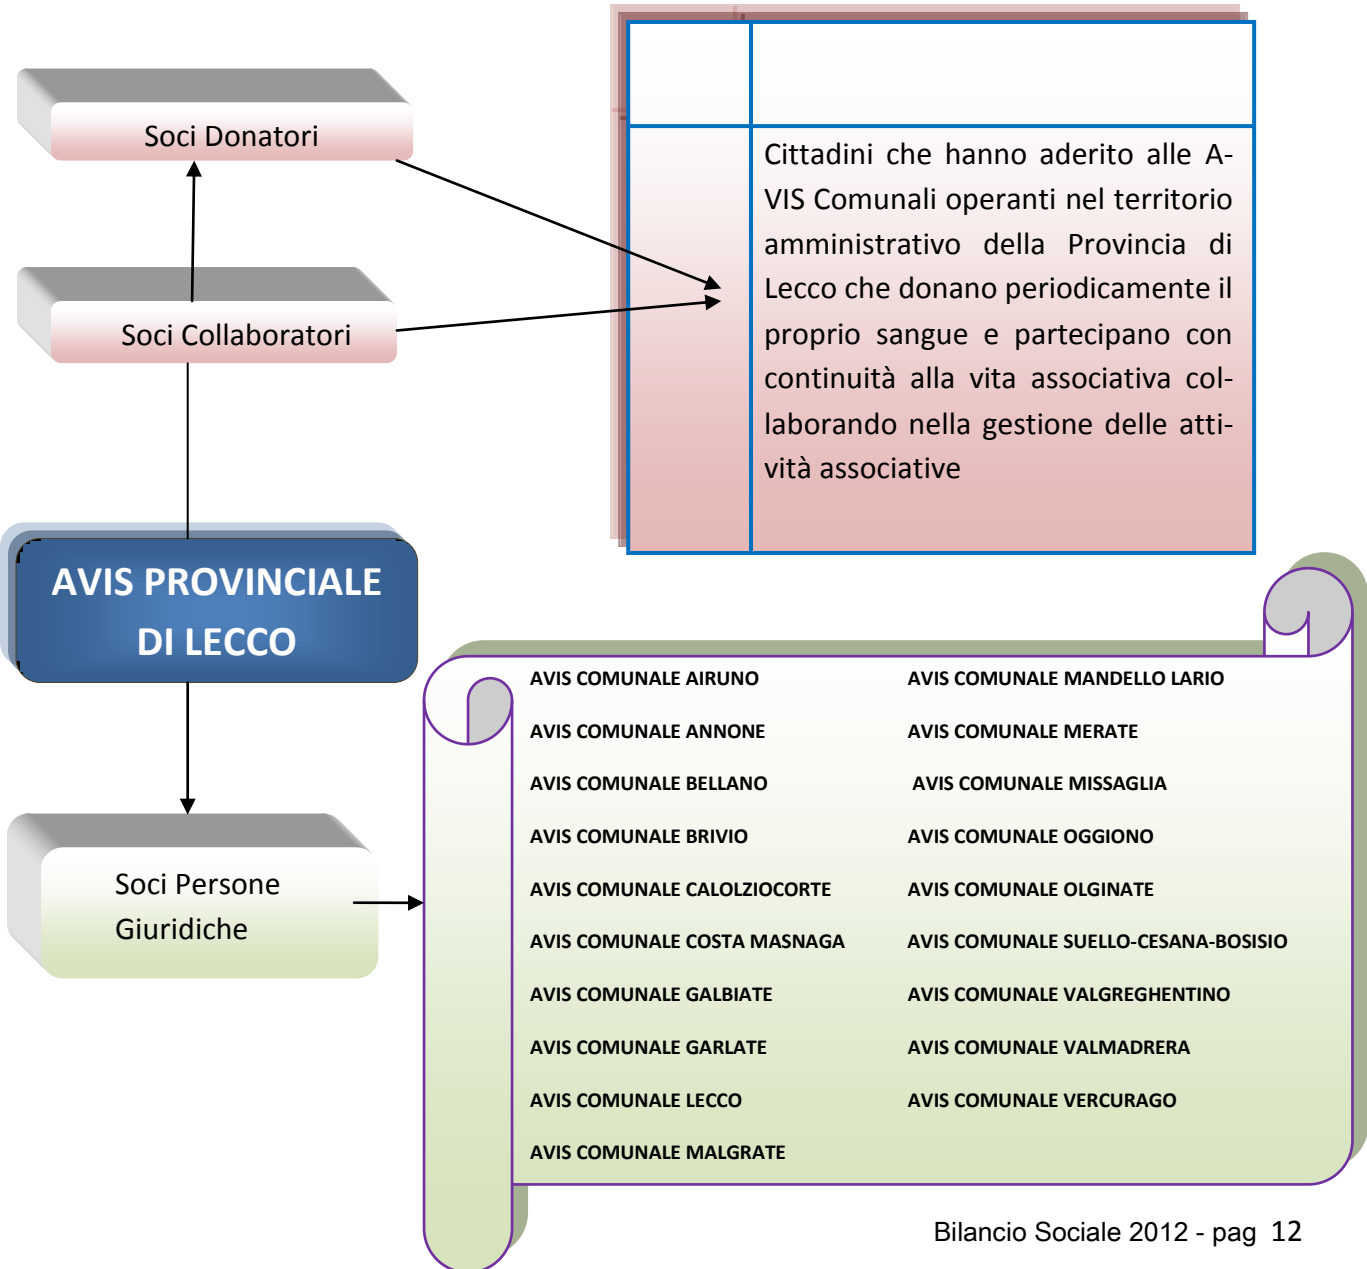 Soci Donatori
Soci Collaboratori
Cittadini che hanno aderito alle A-
VIS Comunali operanti nel territorio
amministrativo della Provincia di
Lecco che donano periodicamente il
proprio sangue e partecipano con
continuità alla vita associativa col-
laborando nella gestione delle atti-
vità associative
AVIS PROVINCIALE
DI LECCO
Soci Persone
Giuridiche
AVIS COMUNALE AIRUNO AVIS COMUNALE MANDELLO LARIO
AVIS COMUNALE ANNONE AVIS COMUNALE MERATE
AVIS COMUNALE BELLANO AVIS COMUNALE MISSAGLIA
AVIS COMUNALE BRIVIO AVIS COMUNALE OGGIONO
AVIS COMUNALE CALOLZIOCORTE AVIS COMUNALE OLGINATE
AVIS COMUNALE COSTA MASNAGA AVIS COMUNALE SUELLO-CESANA-BOSISIO
AVIS COMUNALE GALBIATE AVIS COMUNALE VALGREGHENTINO
AVIS COMUNALE GARLATE AVIS COMUNALE VALMADRERA
AVIS COMUNALE LECCO AVIS COMUNALE VERCURAGO
AVIS COMUNALE MALGRATE
Bilancio Sociale 2012 - pag 12